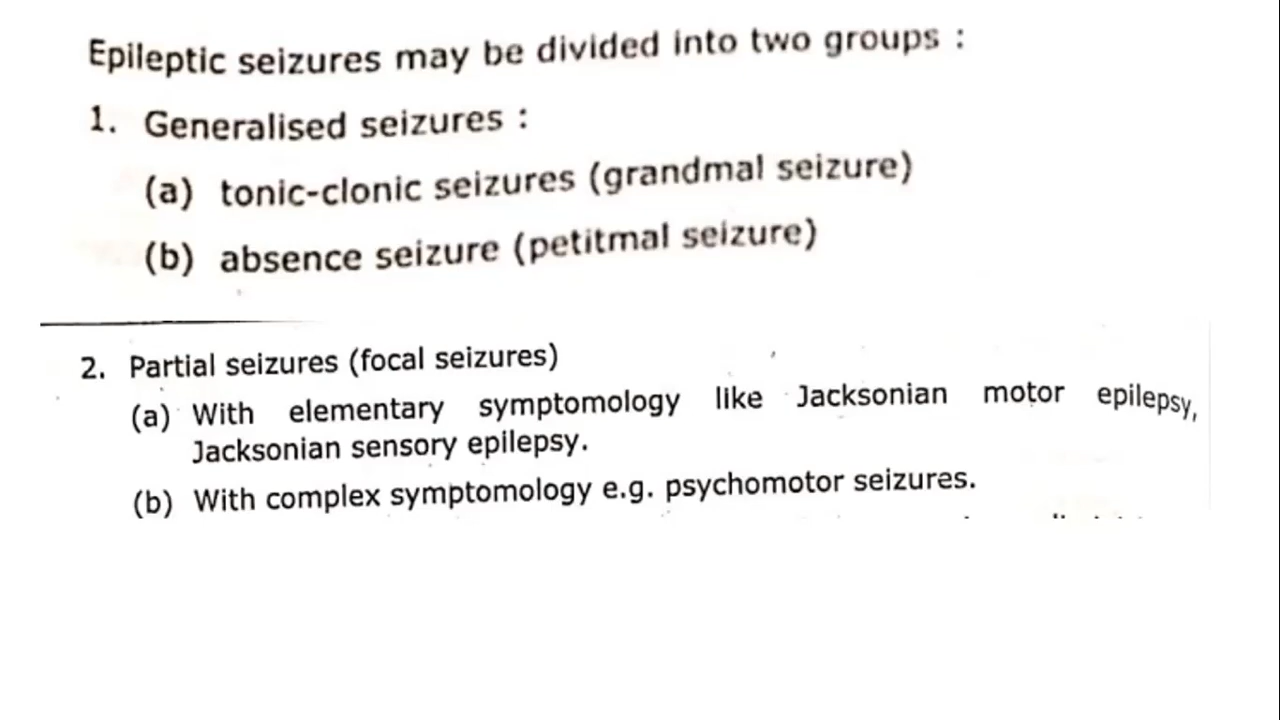 Epileptic seizures may be divided into two groups :
1. Generalised seizures :
(a) tonic-clonic seizures (grandmal seizure)
(b) absence seizure (petitmal seizure)
2. Partial seizures (focal seizures)
(a) With elementary symptomology like Jacksonian motor epilepsy,
Jacksonian sensory epilepsy.
(b) With complex symptomology e.g. psychomotor seizures.